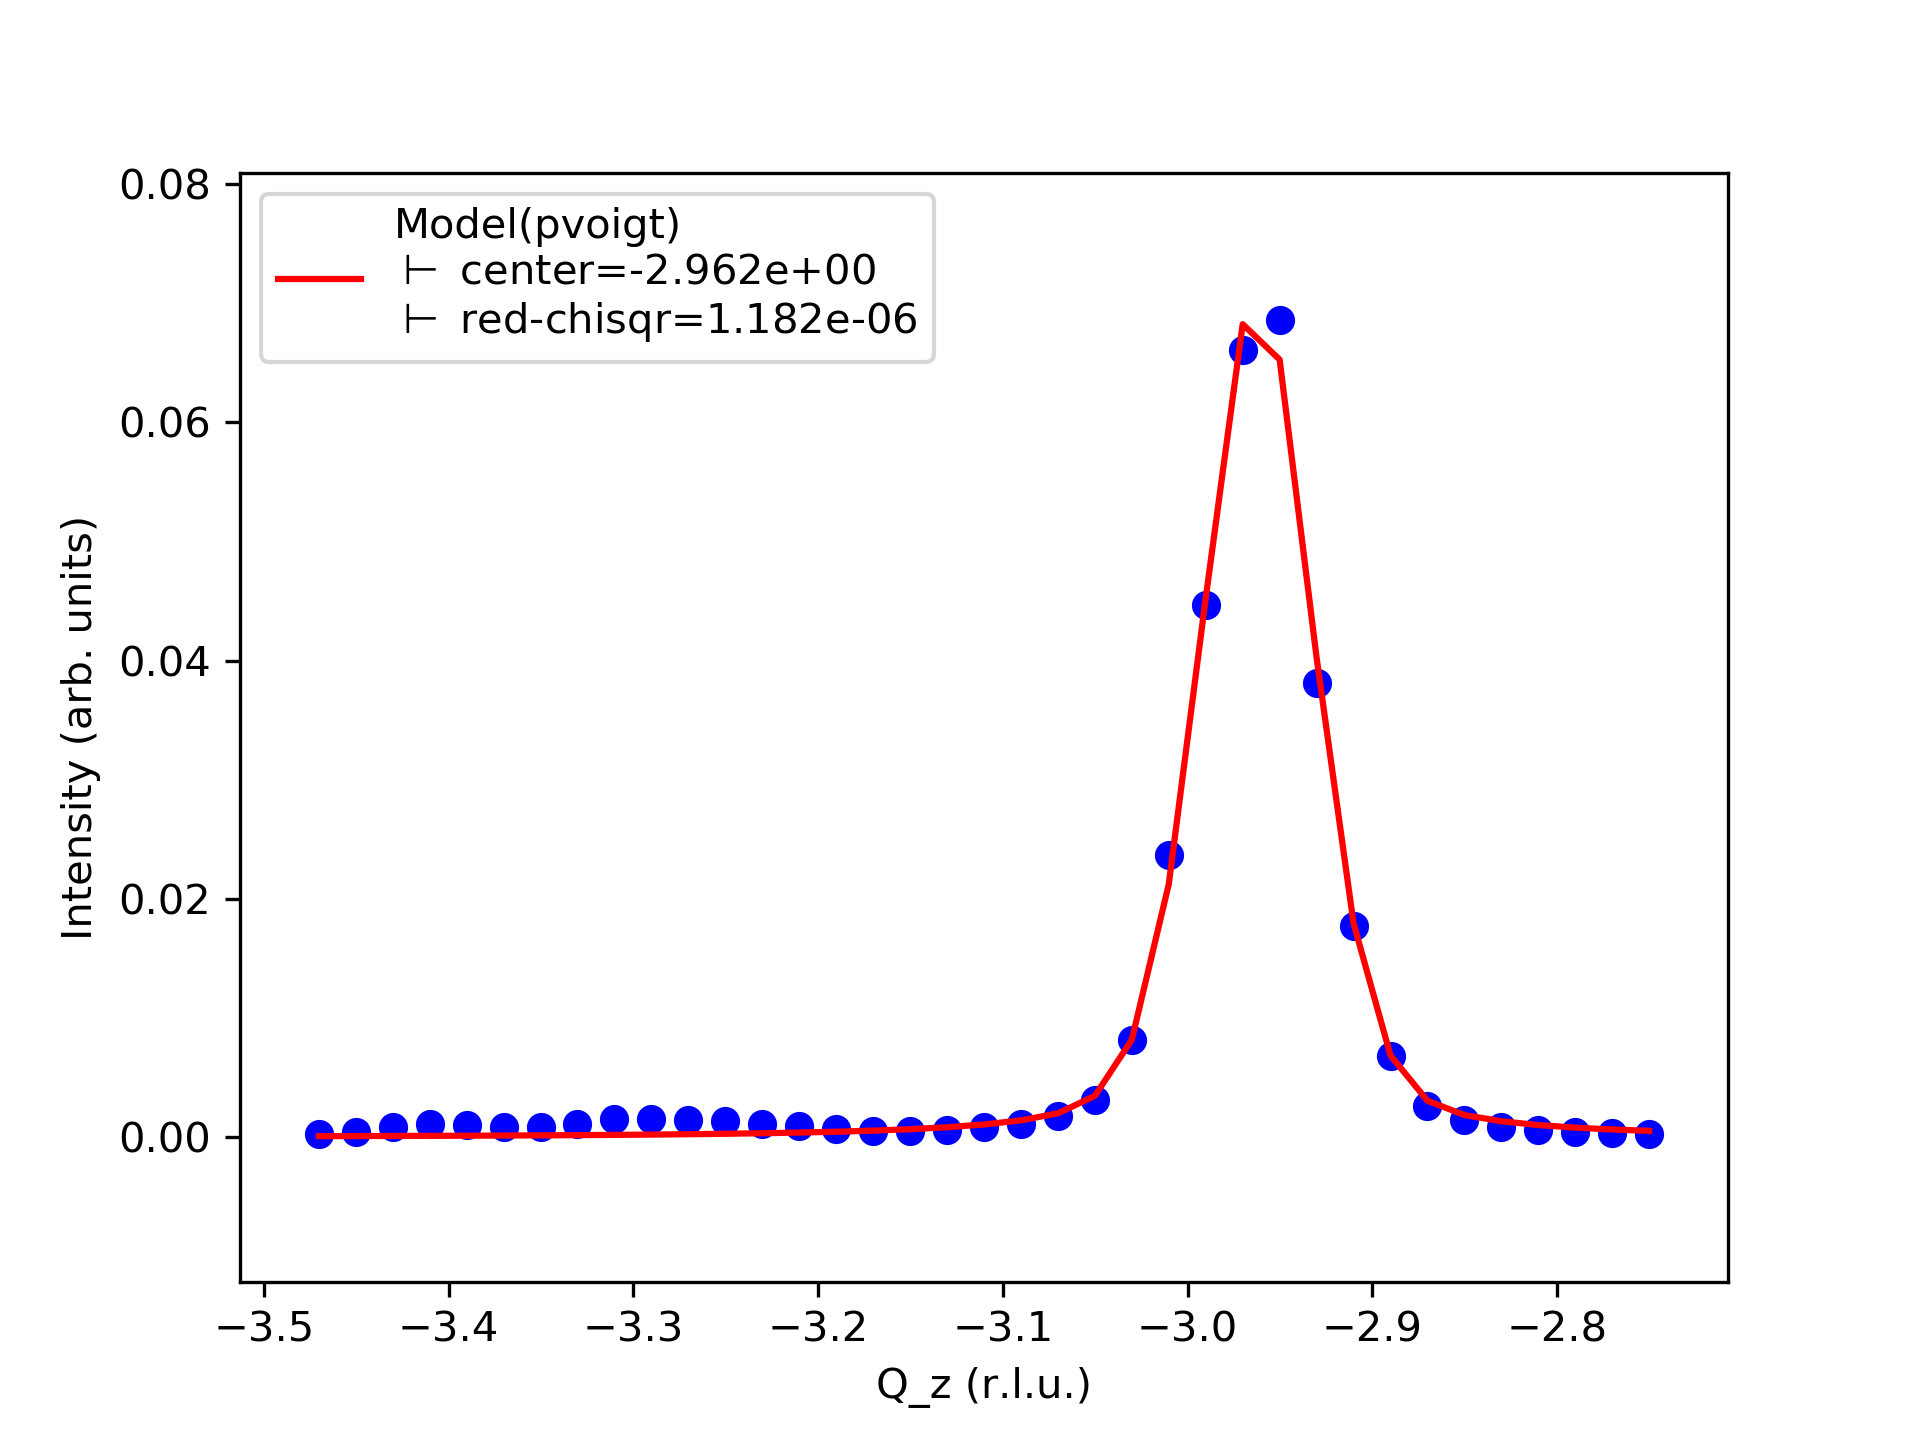 0.08
0.06
0.04
0.02
0.00
Intensity (arb. units)
Model(pvoigt)
⊢ center=-2.962e+00
⊢ red-chisqr=1.182e-06
−3.5 −3.4 −3.3 −3.2 −3.1 −3.0 −2.9 −2.8
Q_z (r.l.u.)